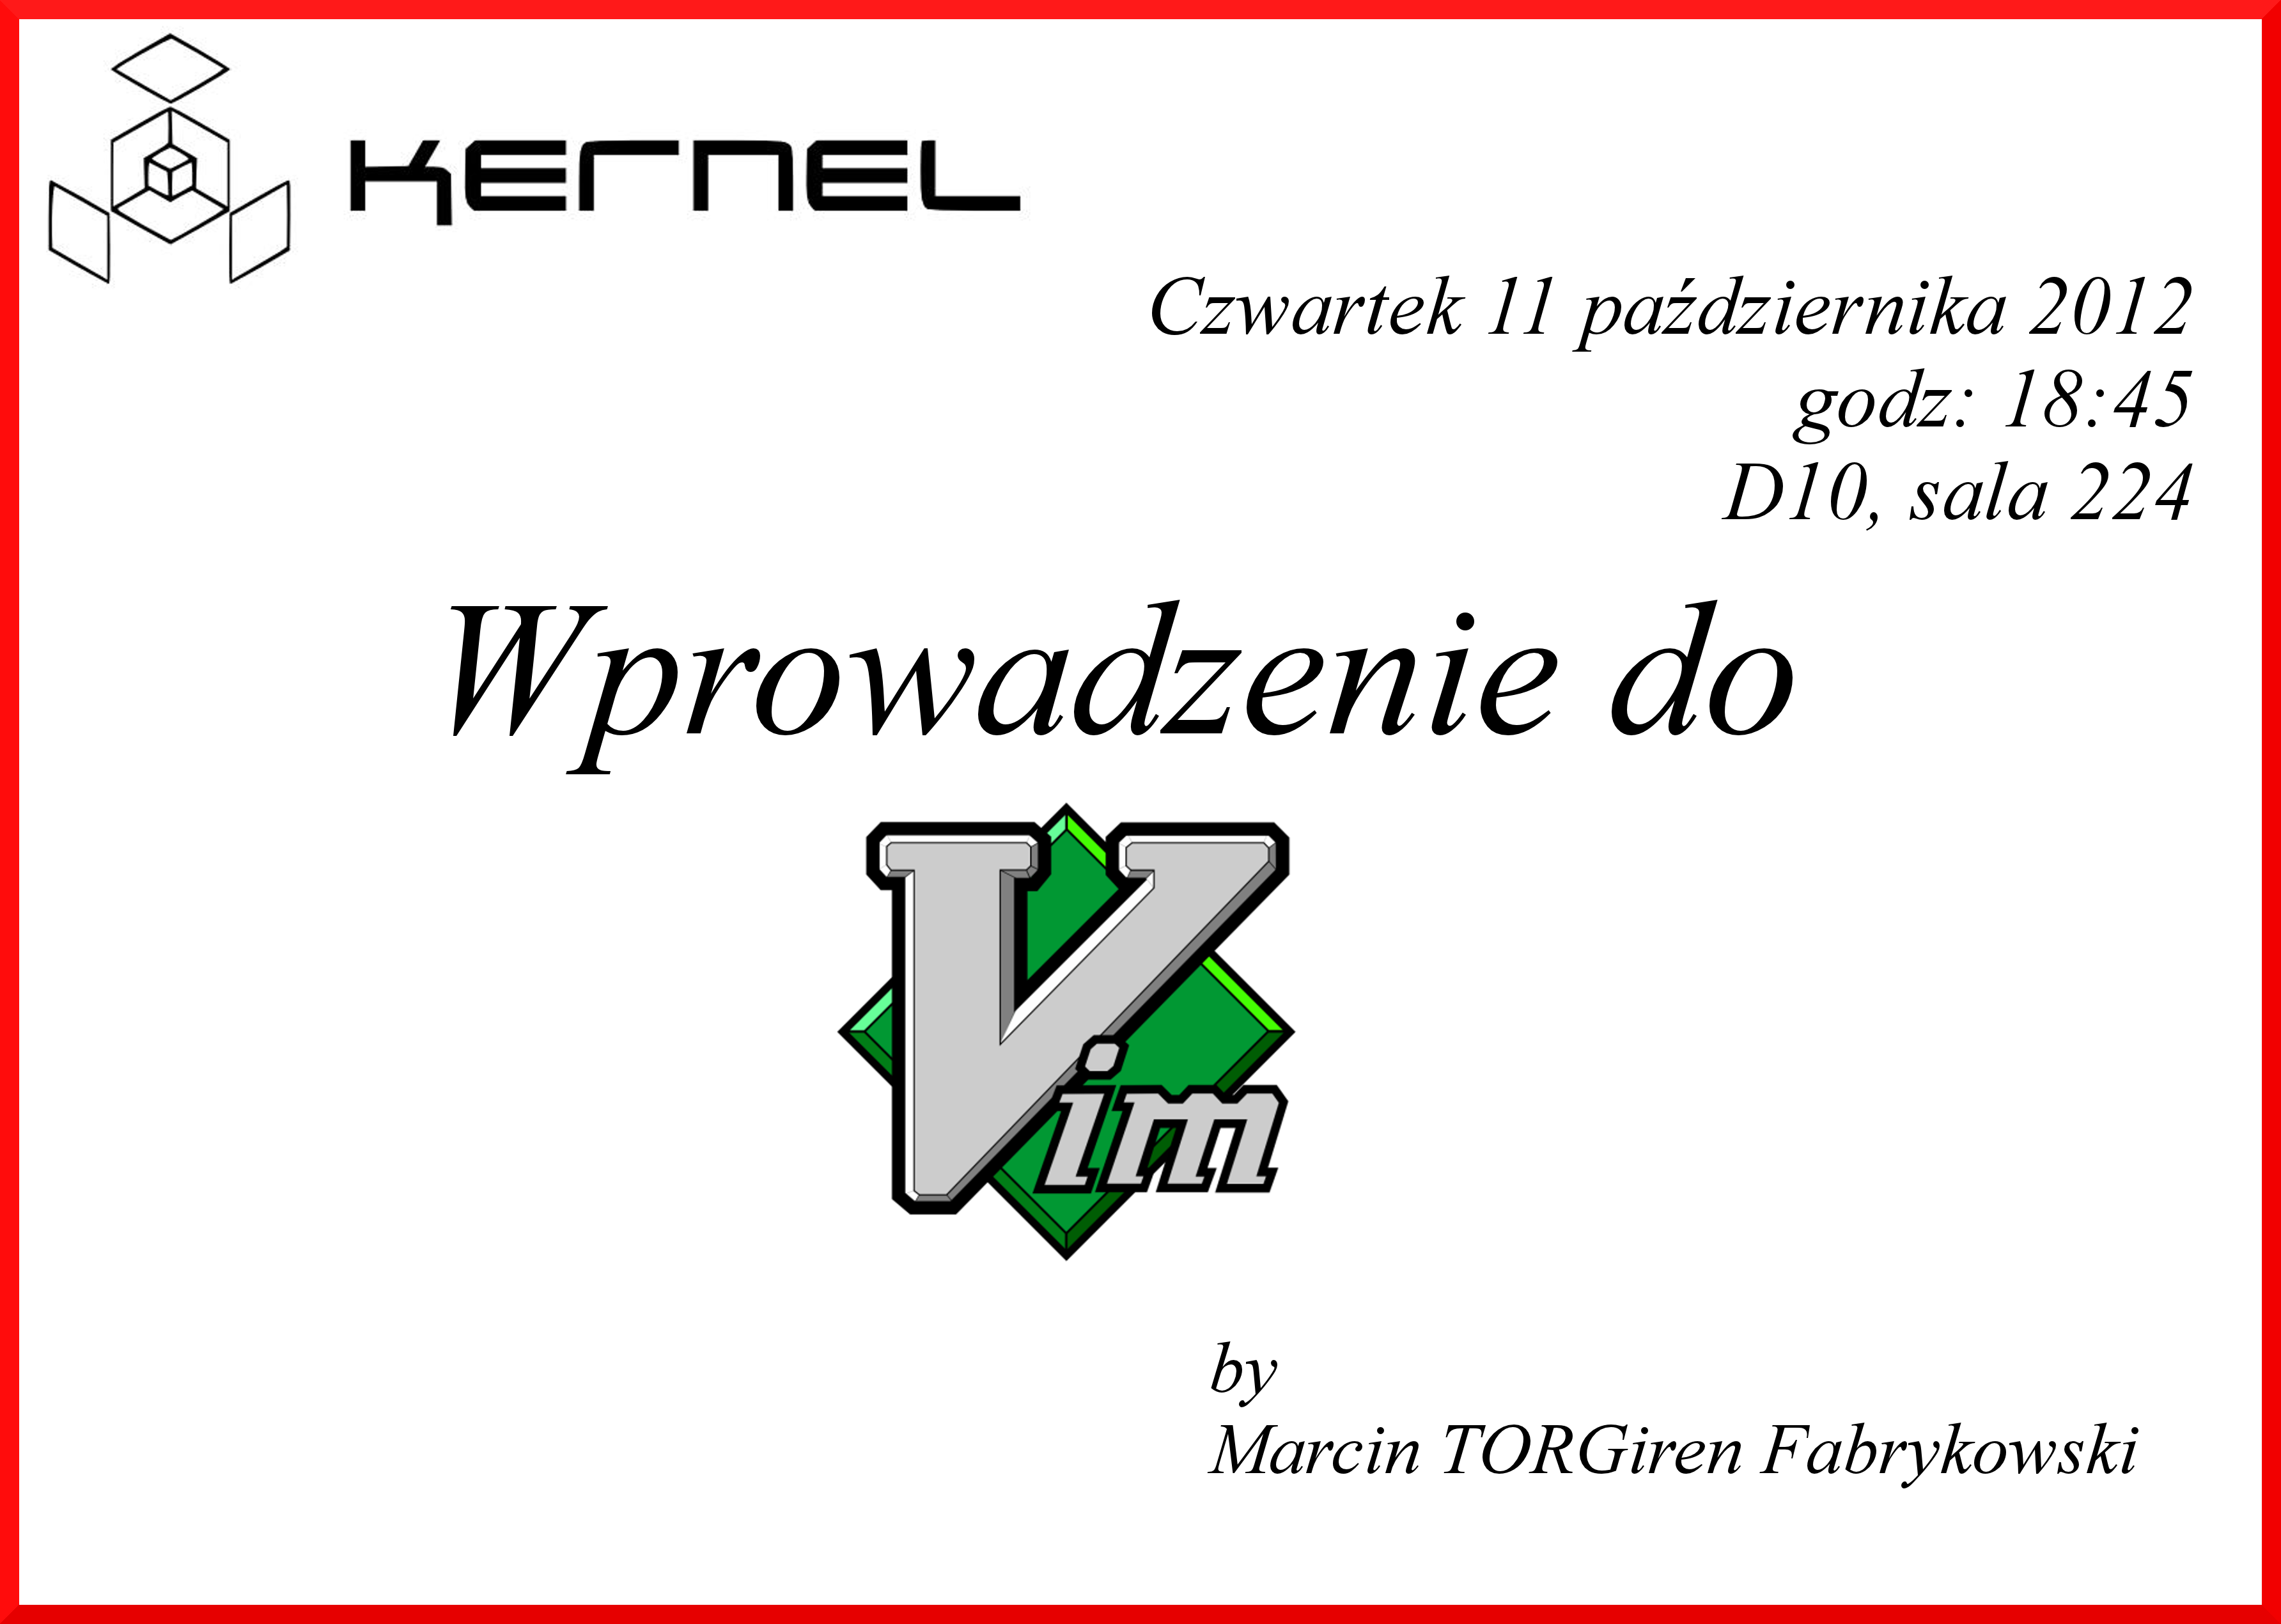 KERNEL
Czwartek 11 października 2012
godz: 18:45
D10, sala 224
Wprowadzenie do
Vim
by
Marcin TORGiren Fabrykowski